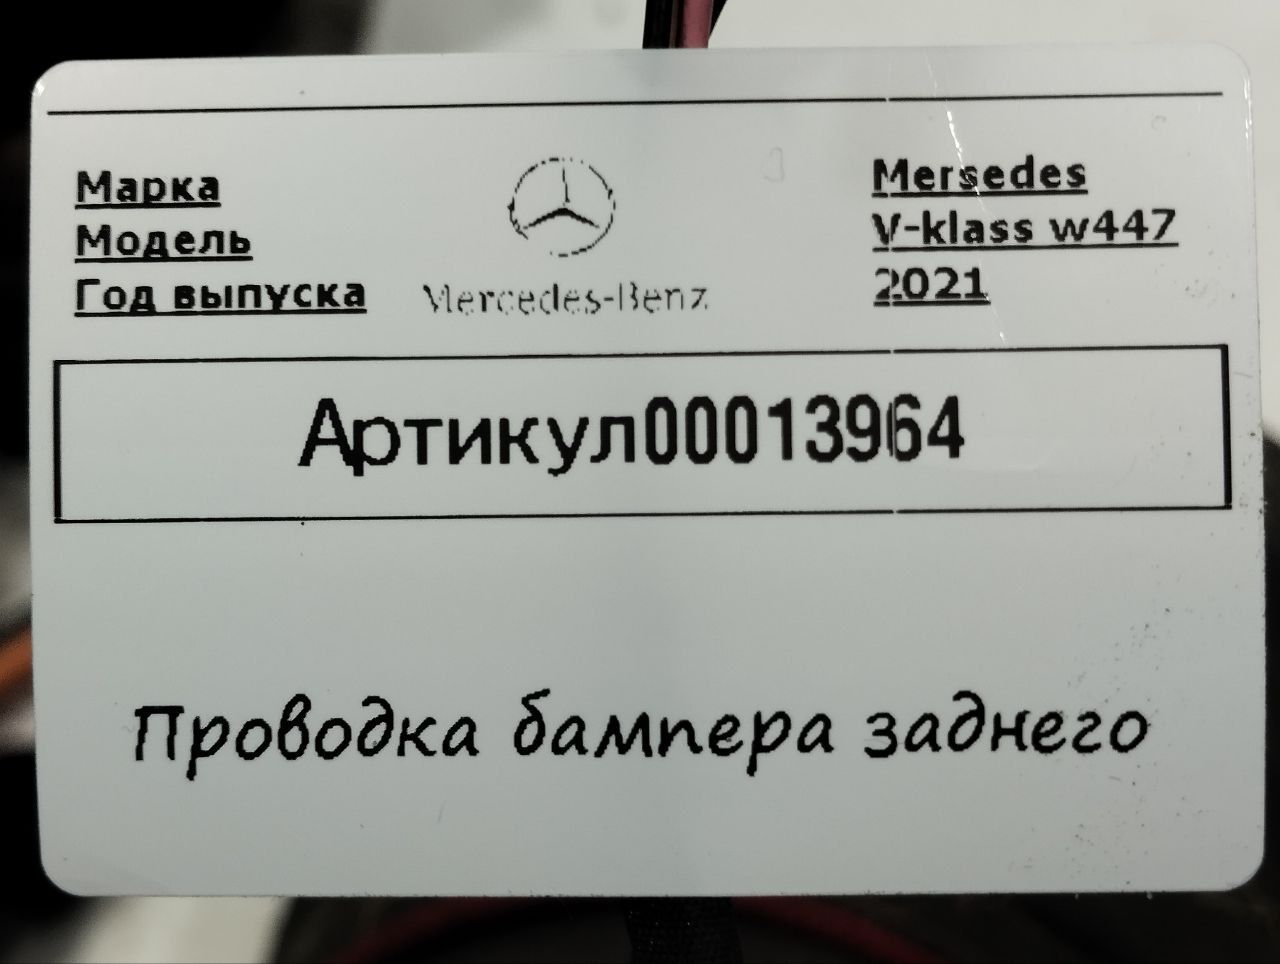 Марка
Mersedes
Модель
V-klass w447
Год выпуска
2021
Mercedes-Benz
Артикул00013964
Проводка бампера заднего